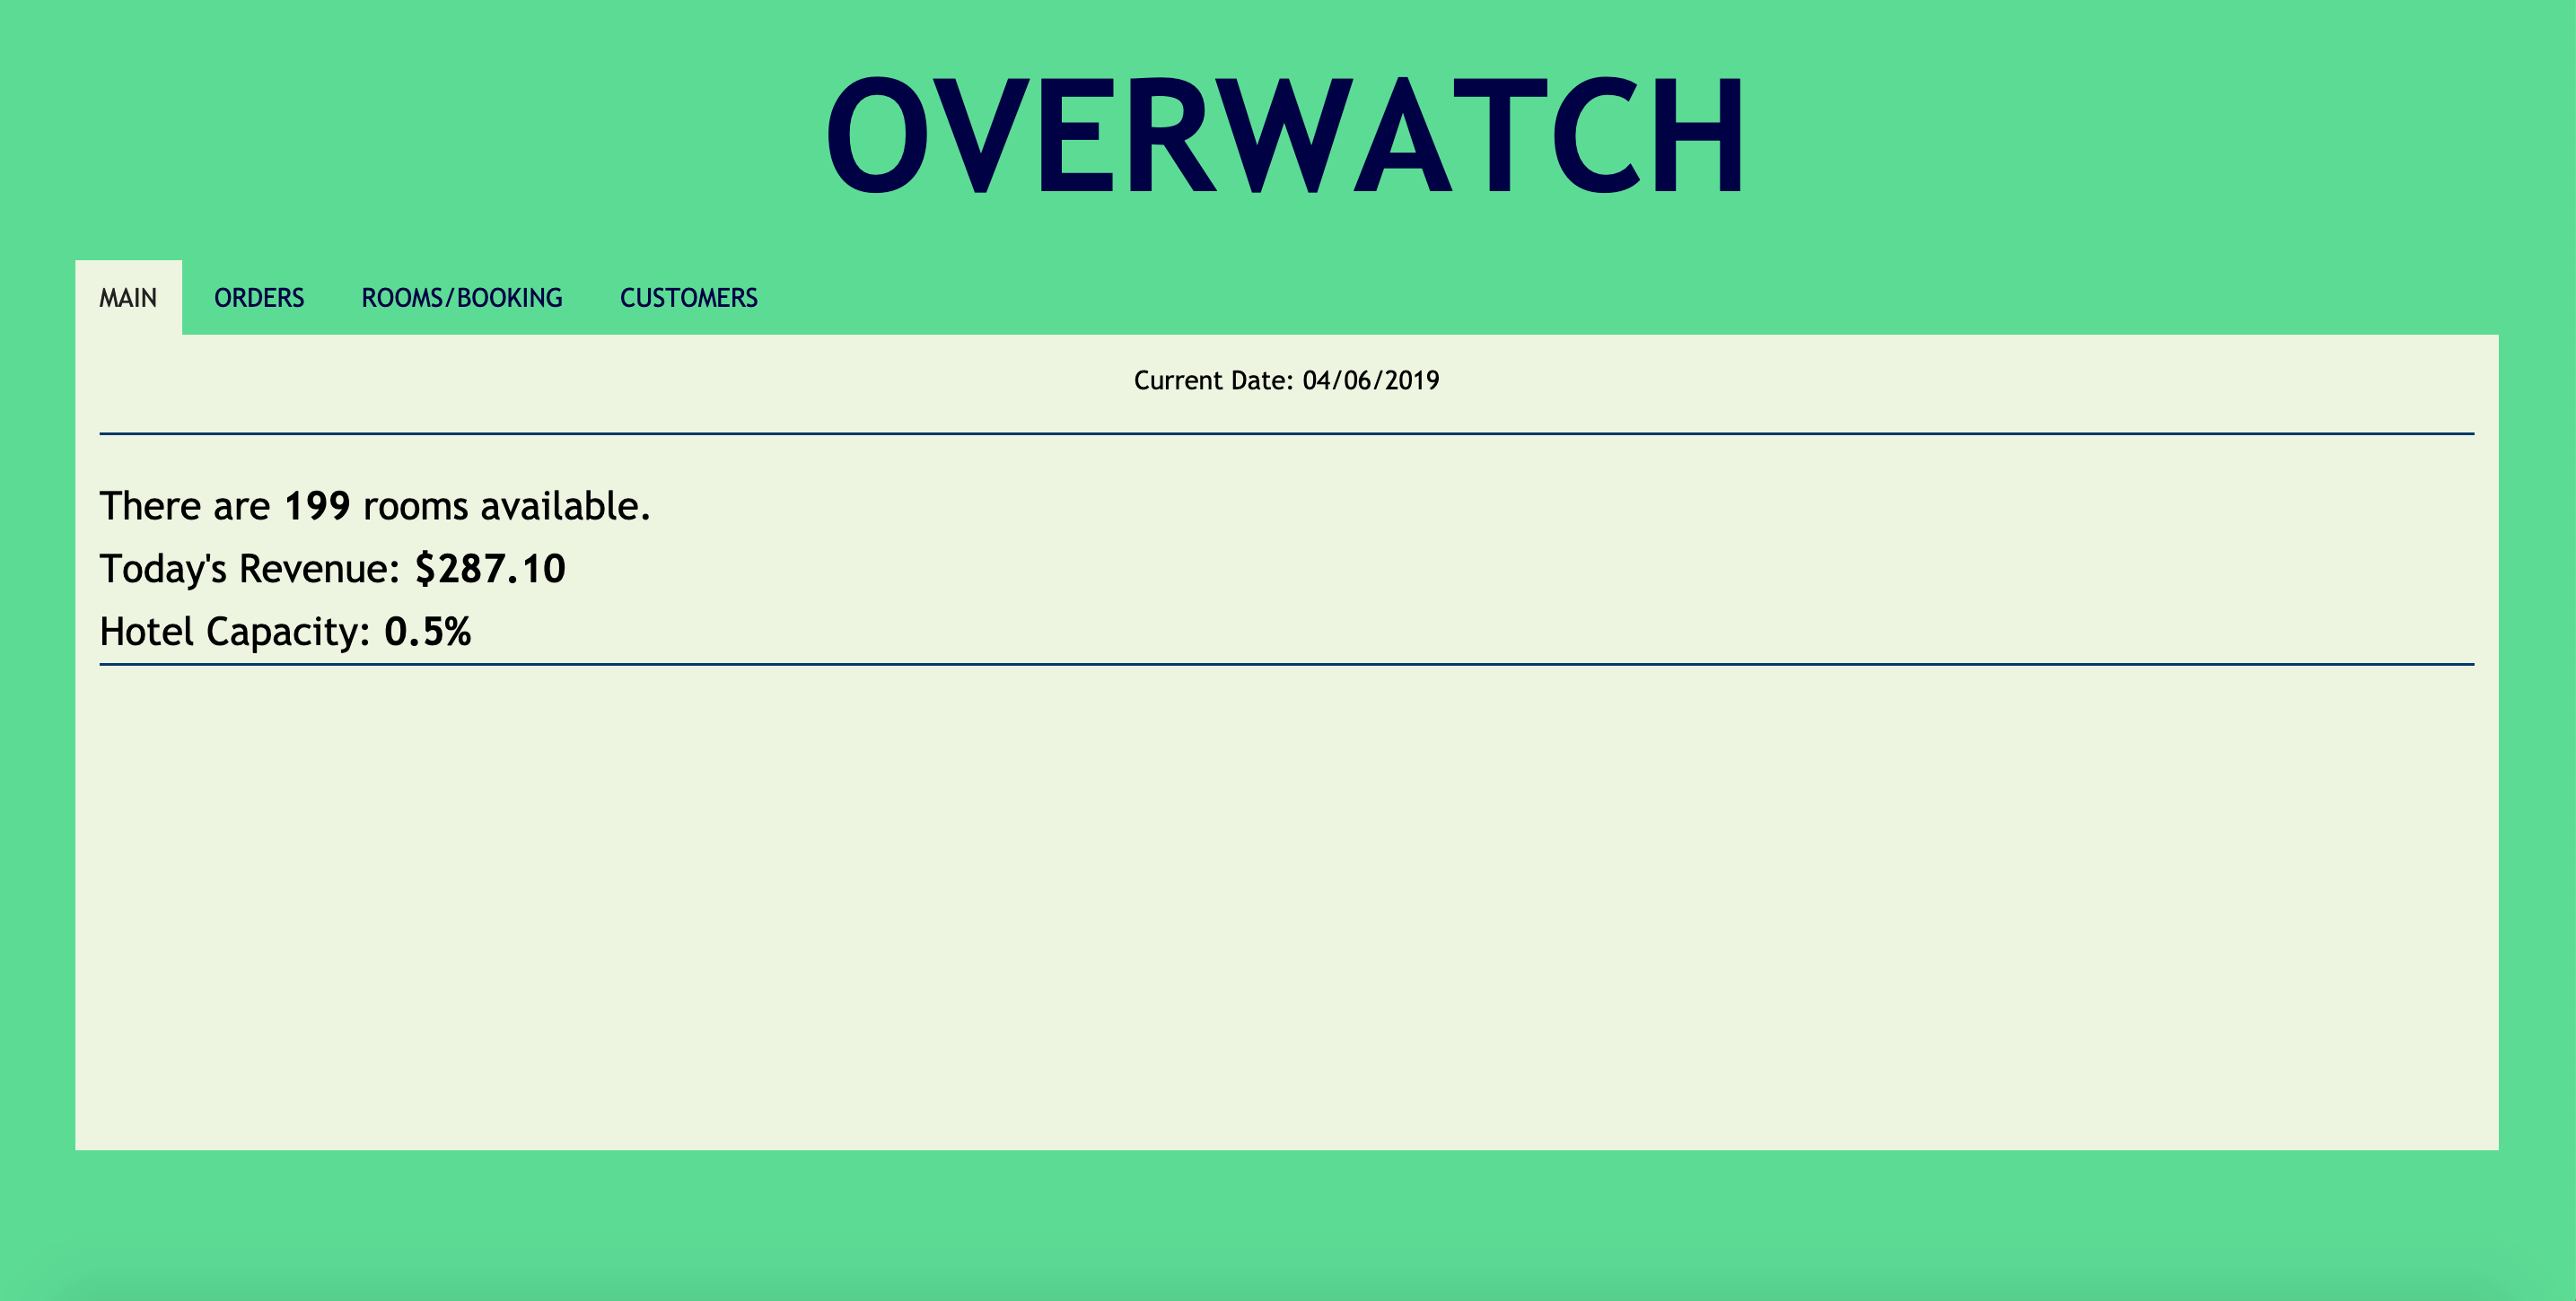 OVERWATCH
MAIN ORDERS ROOMS/BOOKING CUSTOMERS
Current Date: 04/06/2019
There are 199 rooms available.
Today's Revenue: $287.10
Hotel Capacity: 0.5%